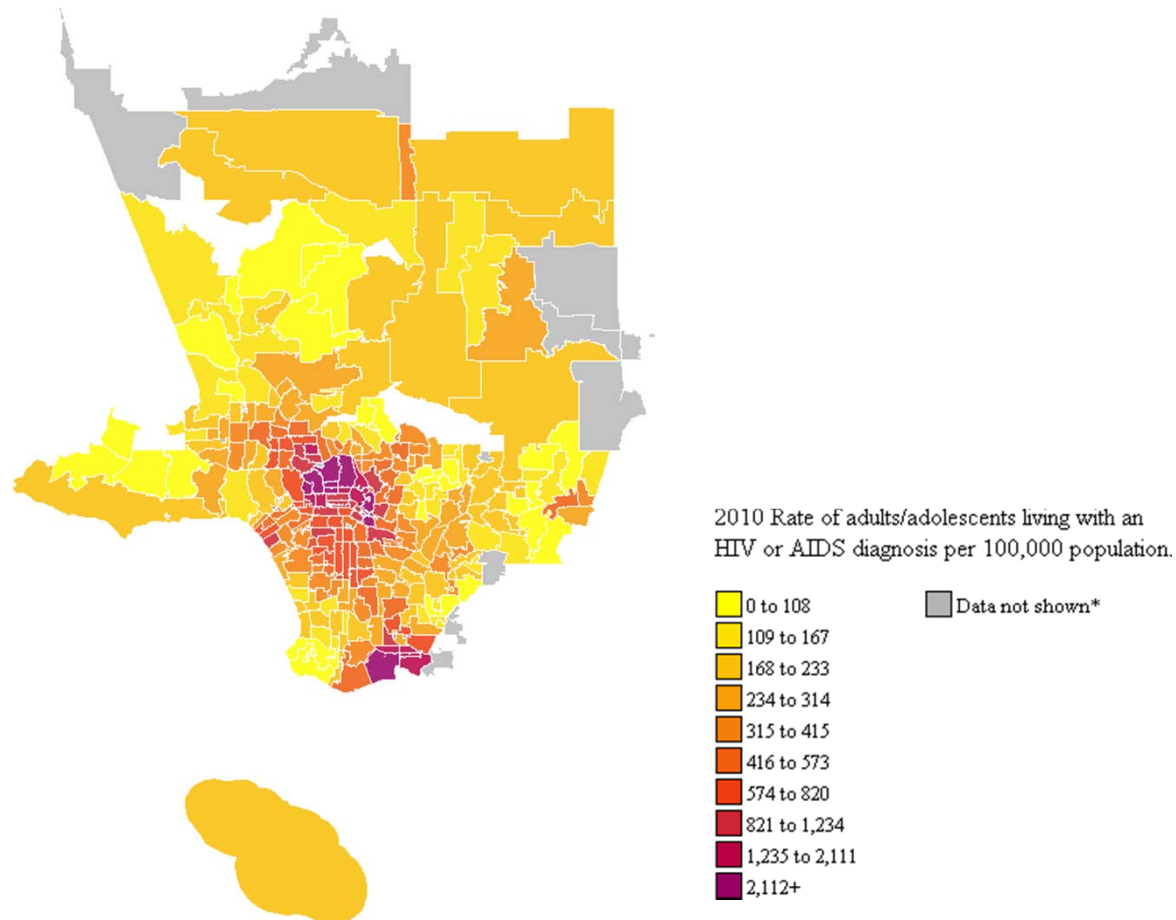 2010 Rate of adults/adolescents living with an
HIV or AIDS diagnosis per 100,000 population.
0 to 108
Data not shown*
109 to 167
168 to 233
234 to 314
315 to 415
416 to 573
574 to 820
821 to 1,234
1,235 to 2,111
2,112+